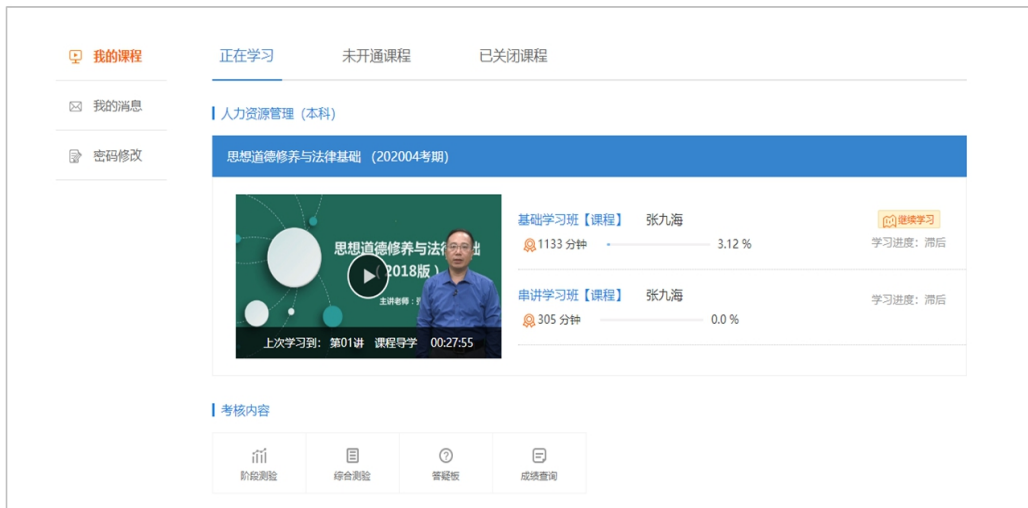 我的课程
我的消息
密码修改
正在学习 未开通课程 已关闭课程
人力资源管理（本科）
思想道德修养与法律基础 （202004考期）
思想道德修养与法律 础
（2018版）
主讲老师：
上次学习到： 第01讲 课程导学 00:27:55
基础学习班【课程】 张九海 继续学习
1133 分钟 3.12 % 学习进度：滞后
串讲学习班【课程】 张九海 学习进度：滞后
305 分钟 0.0 %
考核内容
阶段测验 综合测验 答疑板 成绩查询